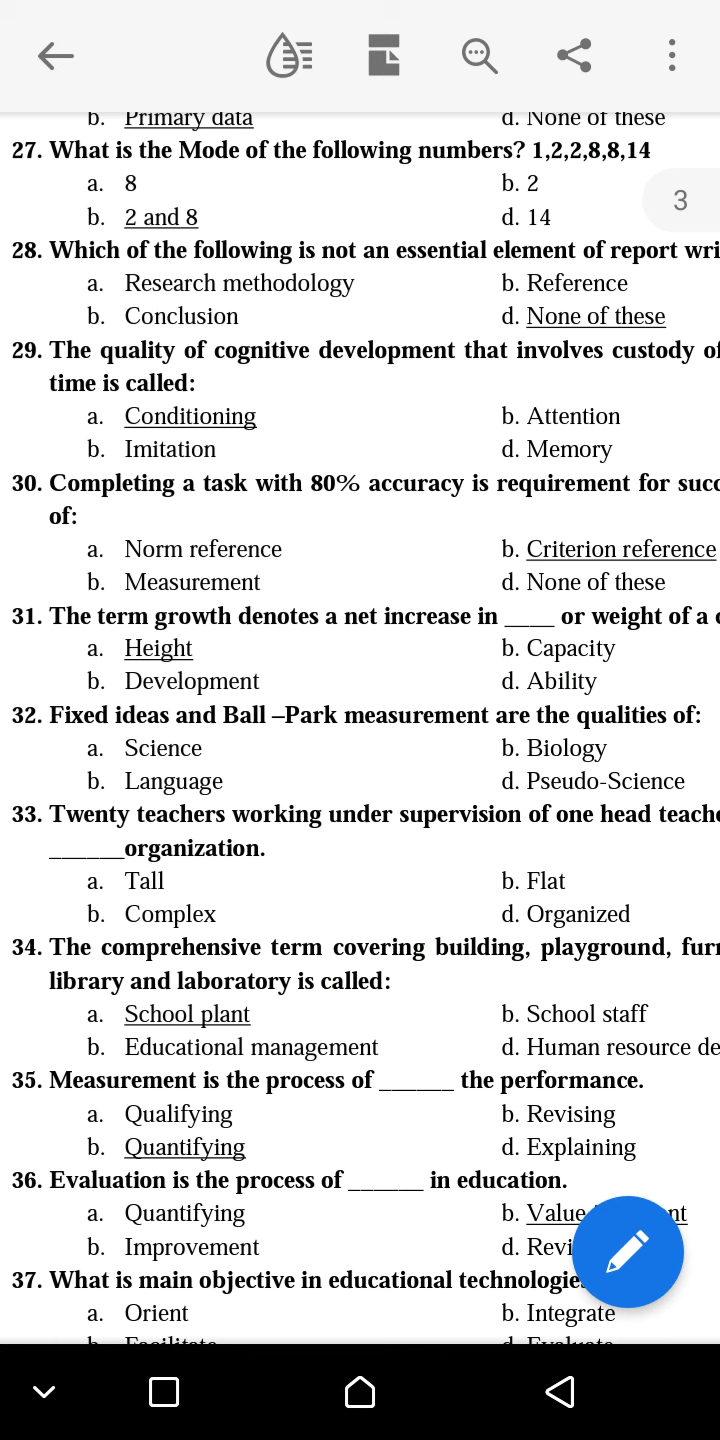 b. Primary data d. None of these
27. What is the Mode of the following numbers? 1,2,2,8,8,14
a. 8 b. 2
3
b. 2 and 8 d. 14
28. Which of the following is not an essential element of report wri
a. Research methodology b. Reference
b. Conclusion d. None of these
29. The quality of cognitive development that involves custody of
time is called:
a. Conditioning b. Attention
b. Imitation d. Memory
30. Completing a task with 80% accuracy is requirement for succ
of:
a. Norm reference b. Criterion reference
b. Measurement d. None of these
31. The term growth denotes a net increase in ____ or weight of a
a. Height b. Capacity
b. Development d. Ability
32. Fixed ideas and Ball –Park measurement are the qualities of:
a. Science b. Biology
b. Language d. Pseudo-Science
33. Twenty teachers working under supervision of one head teache
______organization.
a. Tall b. Flat
b. Complex d. Organized
34. The comprehensive term covering building, playground, furn
library and laboratory is called:
a. School plant b. School staff
b. Educational management d. Human resource de
35. Measurement is the process of ______ the performance.
a. Qualifying b. Revising
b. Quantifying d. Explaining
36. Evaluation is the process of ______ in education.
a. Quantifying b. Value
b. Improvement d. Revi
37. What is main objective in educational technologie
a. Orient b. Integrate
b. Facilitate d. Evaluate